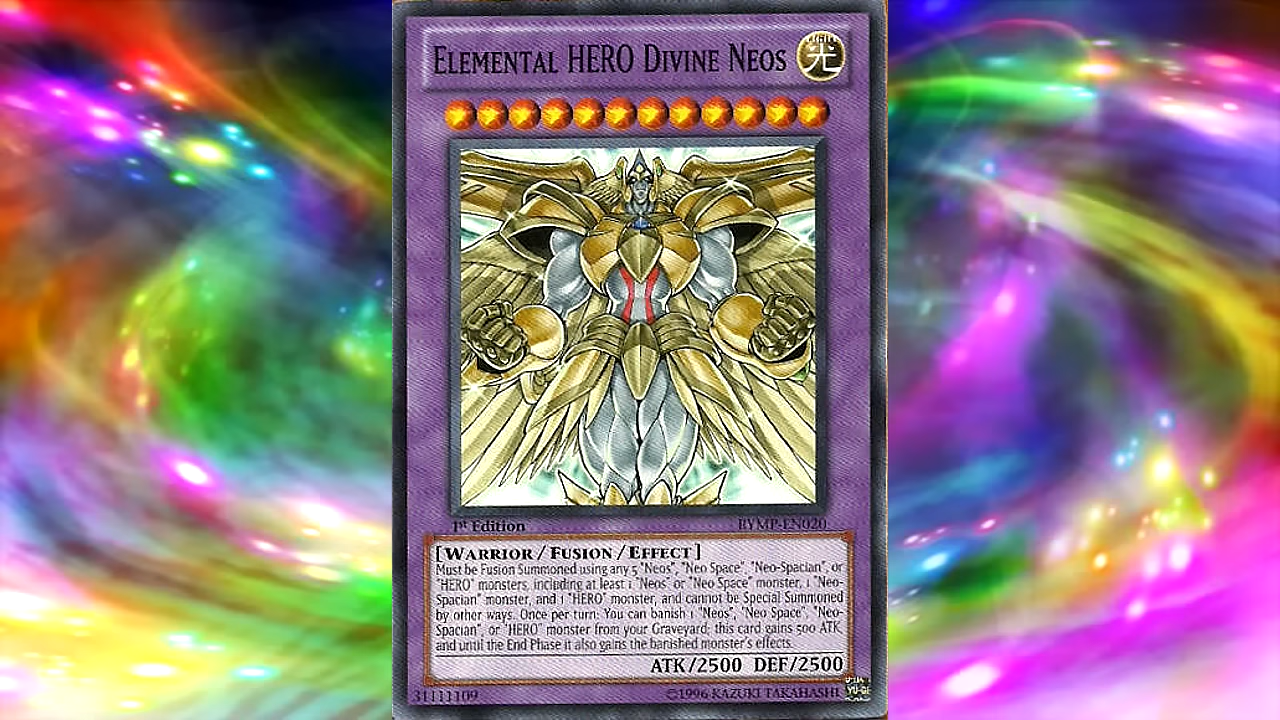 Elemental HERO Divine Neos
LIGHT
光
1st Edition
RYMP-EN020
[Warrior/Fusion/Effect]
Must be Fusion Summoned using any 5 "Neos", "Neo Space", "Neo-Spacian", or
"HERO" monsters, including at least 1 "Neos" or "Neo Space" monster, 1 "Neo-
Spacian" monster, and 1 "HERO" monster, and cannot be Special Summoned
by other ways. Once per turn: You can banish 1 "Neos", "Neo Space", "Neo-
Spacian", or "HERO" monster from your Graveyard; this card gains 500 ATK,
and until the End Phase it also gains the banished monster's effects.
ATK/2500 DEF/2500
31111109
©1996 KAZUKI TAKAHASHI